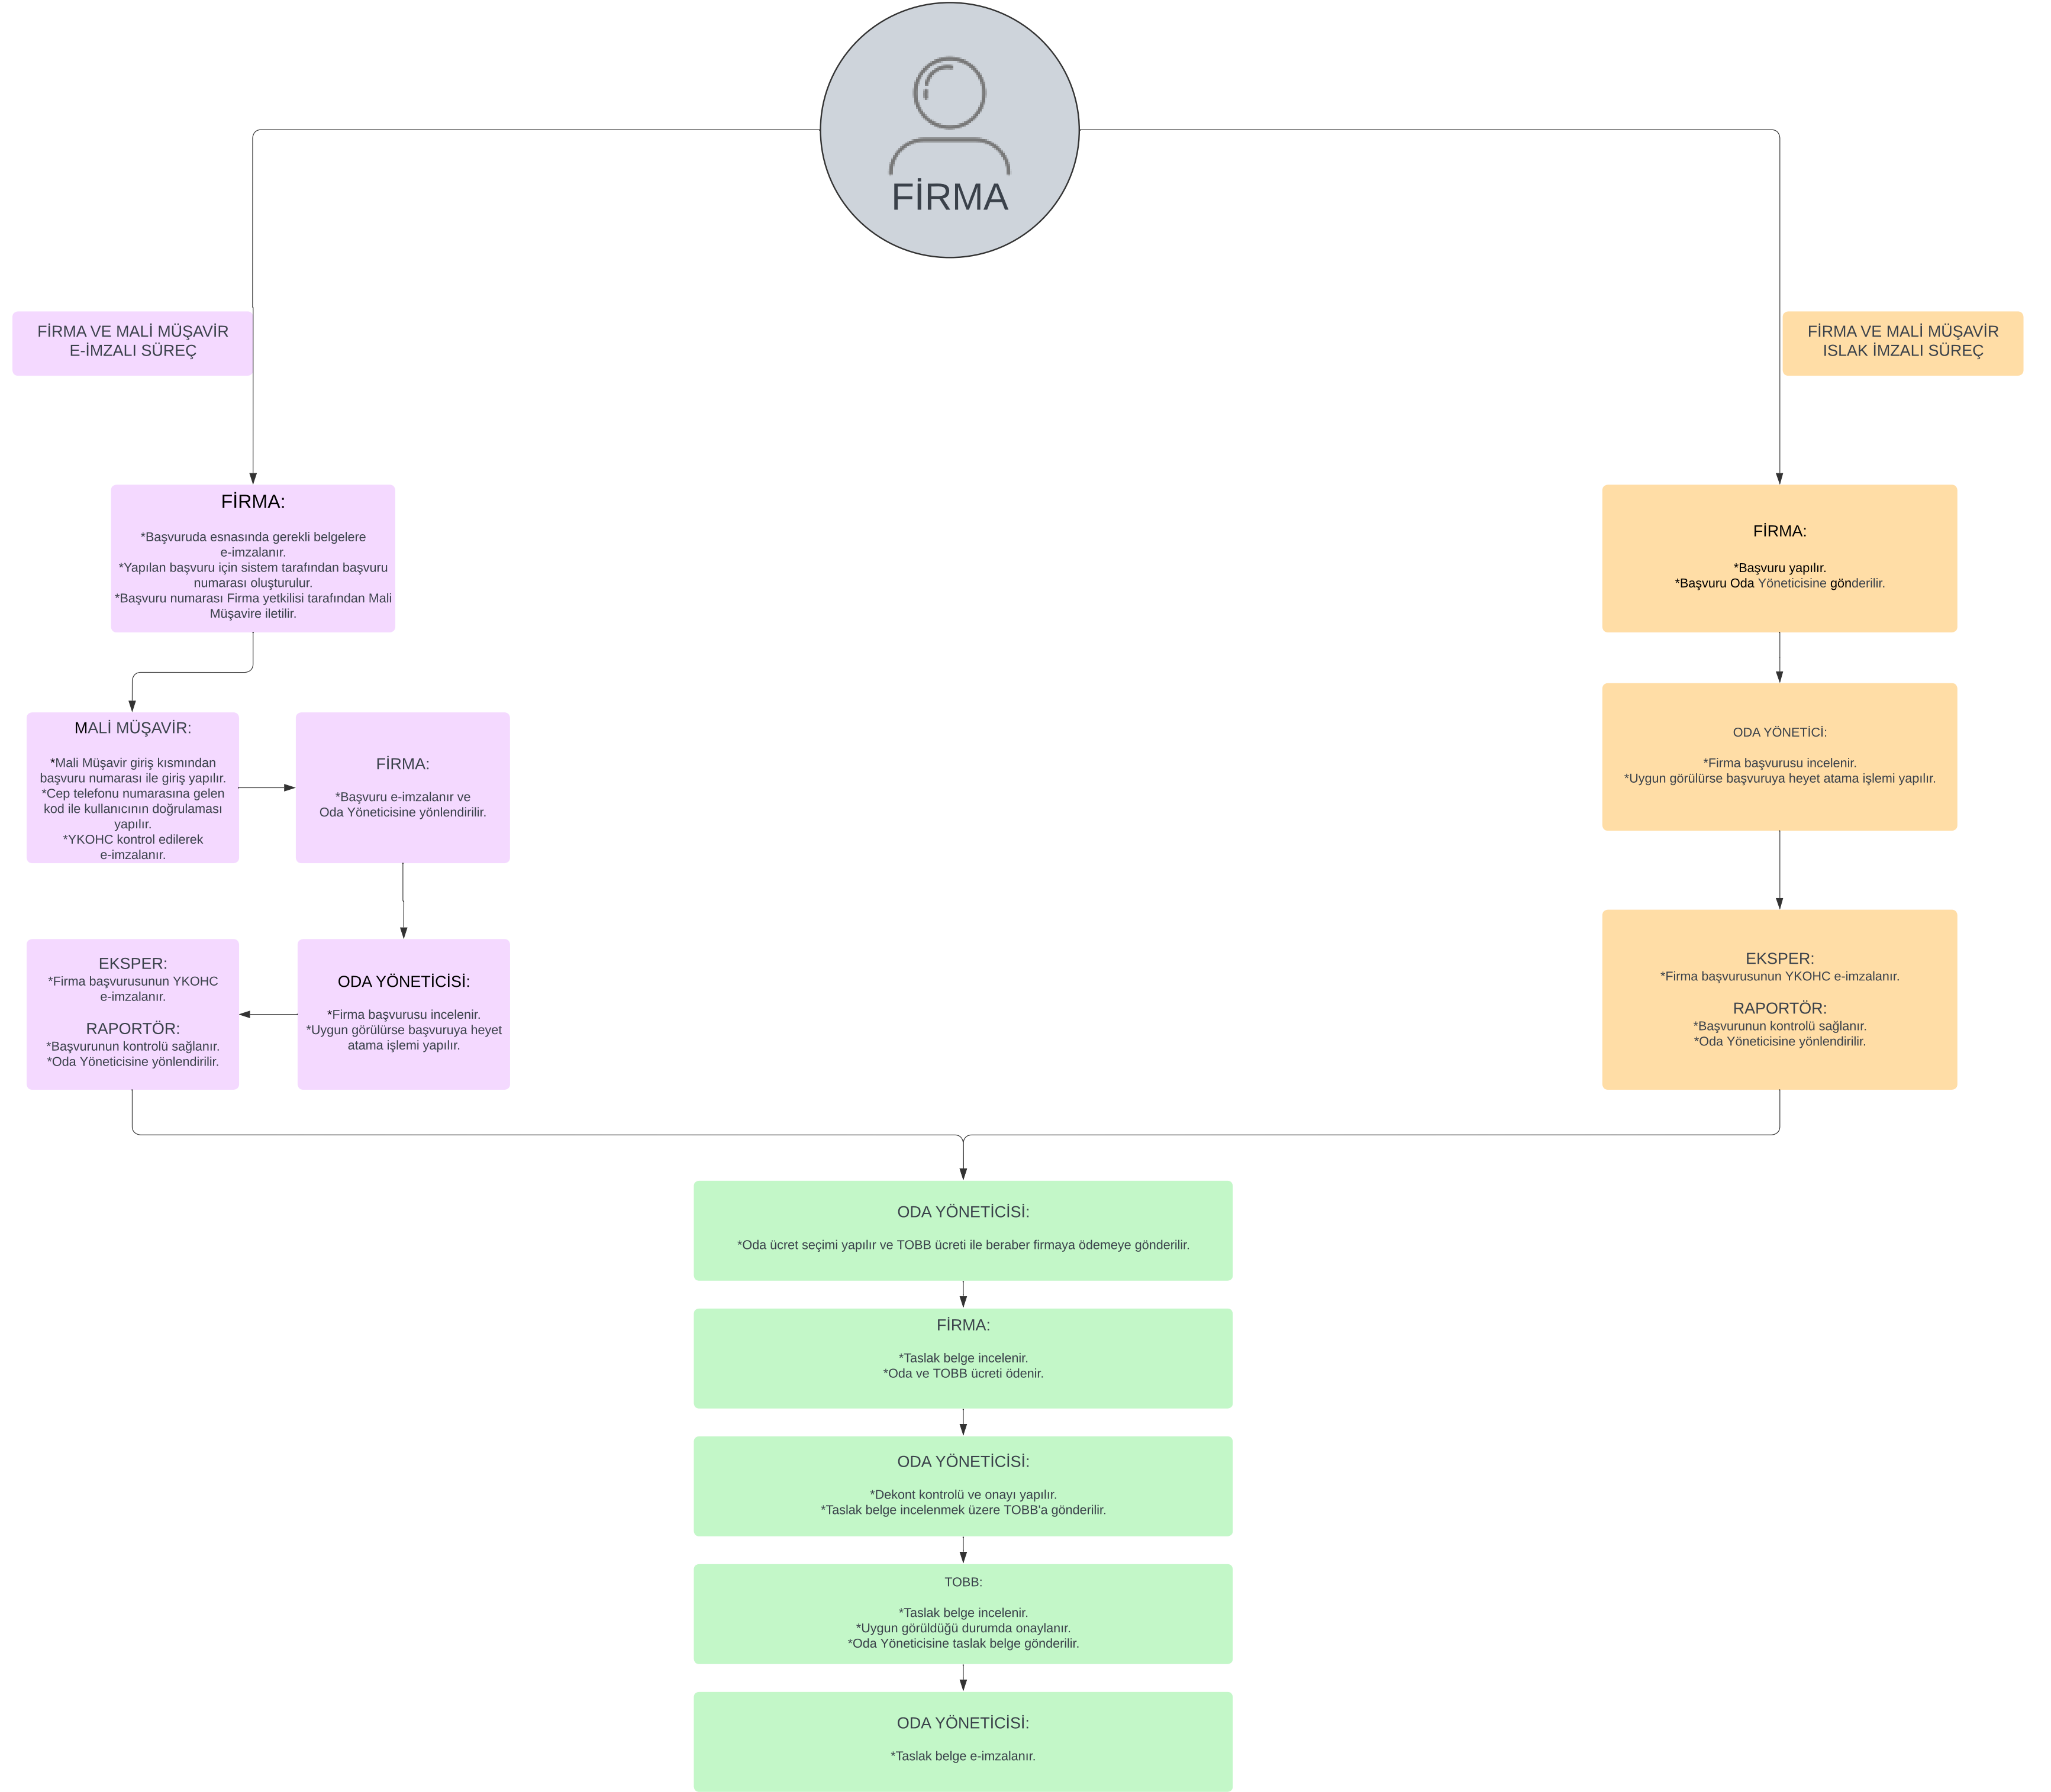 FİRMA
FİRMA VE MALİ MÜŞAVİR
E-İMZALI SÜREÇ
FİRMA VE MALİ MÜŞAVİR
ISLAK İMZALI SÜREÇ
FİRMA:
*Başvuruda esnasında gerekli belgelere
e-imzalanır.
*Yapılan başvuru için sistem tarafından başvuru
numarası oluşturulur.
*Başvuru numarası Firma yetkilisi tarafından Mali
Müşavire iletilir.
FİRMA:
*Başvuru yapılır.
*Başvuru Oda Yöneticisine gönderilir.
MALİ MÜŞAVİR:
*Mali Müşavir giriş kısmından
başvuru numarası ile giriş yapılır.
*Cep telefonu numarasına gelen
kod ile kullanıcının doğrulaması
yapılır.
*YKOHC kontrol edilerek
e-imzalanır.
FİRMA:
*Başvuru e-imzalanır ve
Oda Yöneticisine yönlendirilir.
ODA YÖNETİCİ:
*Firma başvurusu incelenir.
*Uygun görülürse başvuruya heyet atama işlemi yapılır.
EKSPER:
*Firma başvurusunun YKOHC
e-imzalanır.
RAPORTÖR:
*Başvurunun kontrolü sağlanır.
*Oda Yöneticisine yönlendirilir.
ODA YÖNETİCİSİ:
*Firma başvurusu incelenir.
*Uygun görülürse başvuruya heyet
atama işlemi yapılır.
EKSPER:
*Firma başvurusunun YKOHC e-imzalanır.
RAPORTÖR:
*Başvurunun kontrolü sağlanır.
*Oda Yöneticisine yönlendirilir.
ODA YÖNETİCİSİ:
*Oda ücret seçimi yapılır ve TOBB ücreti ile beraber firmaya ödemeye gönderilir.
FİRMA:
*Taslak belge incelenir.
*Oda ve TOBB ücreti ödenir.
ODA YÖNETİCİSİ:
*Dekont kontrolü ve onayı yapılır.
*Taslak belge incelenmek üzere TOBB'a gönderilir.
TOBB:
*Taslak belge incelenir.
*Uygun görüldüğü durumda onaylanır.
*Oda Yöneticisine taslak belge gönderilir.
ODA YÖNETİCİSİ:
*Taslak belge e-imzalanır.